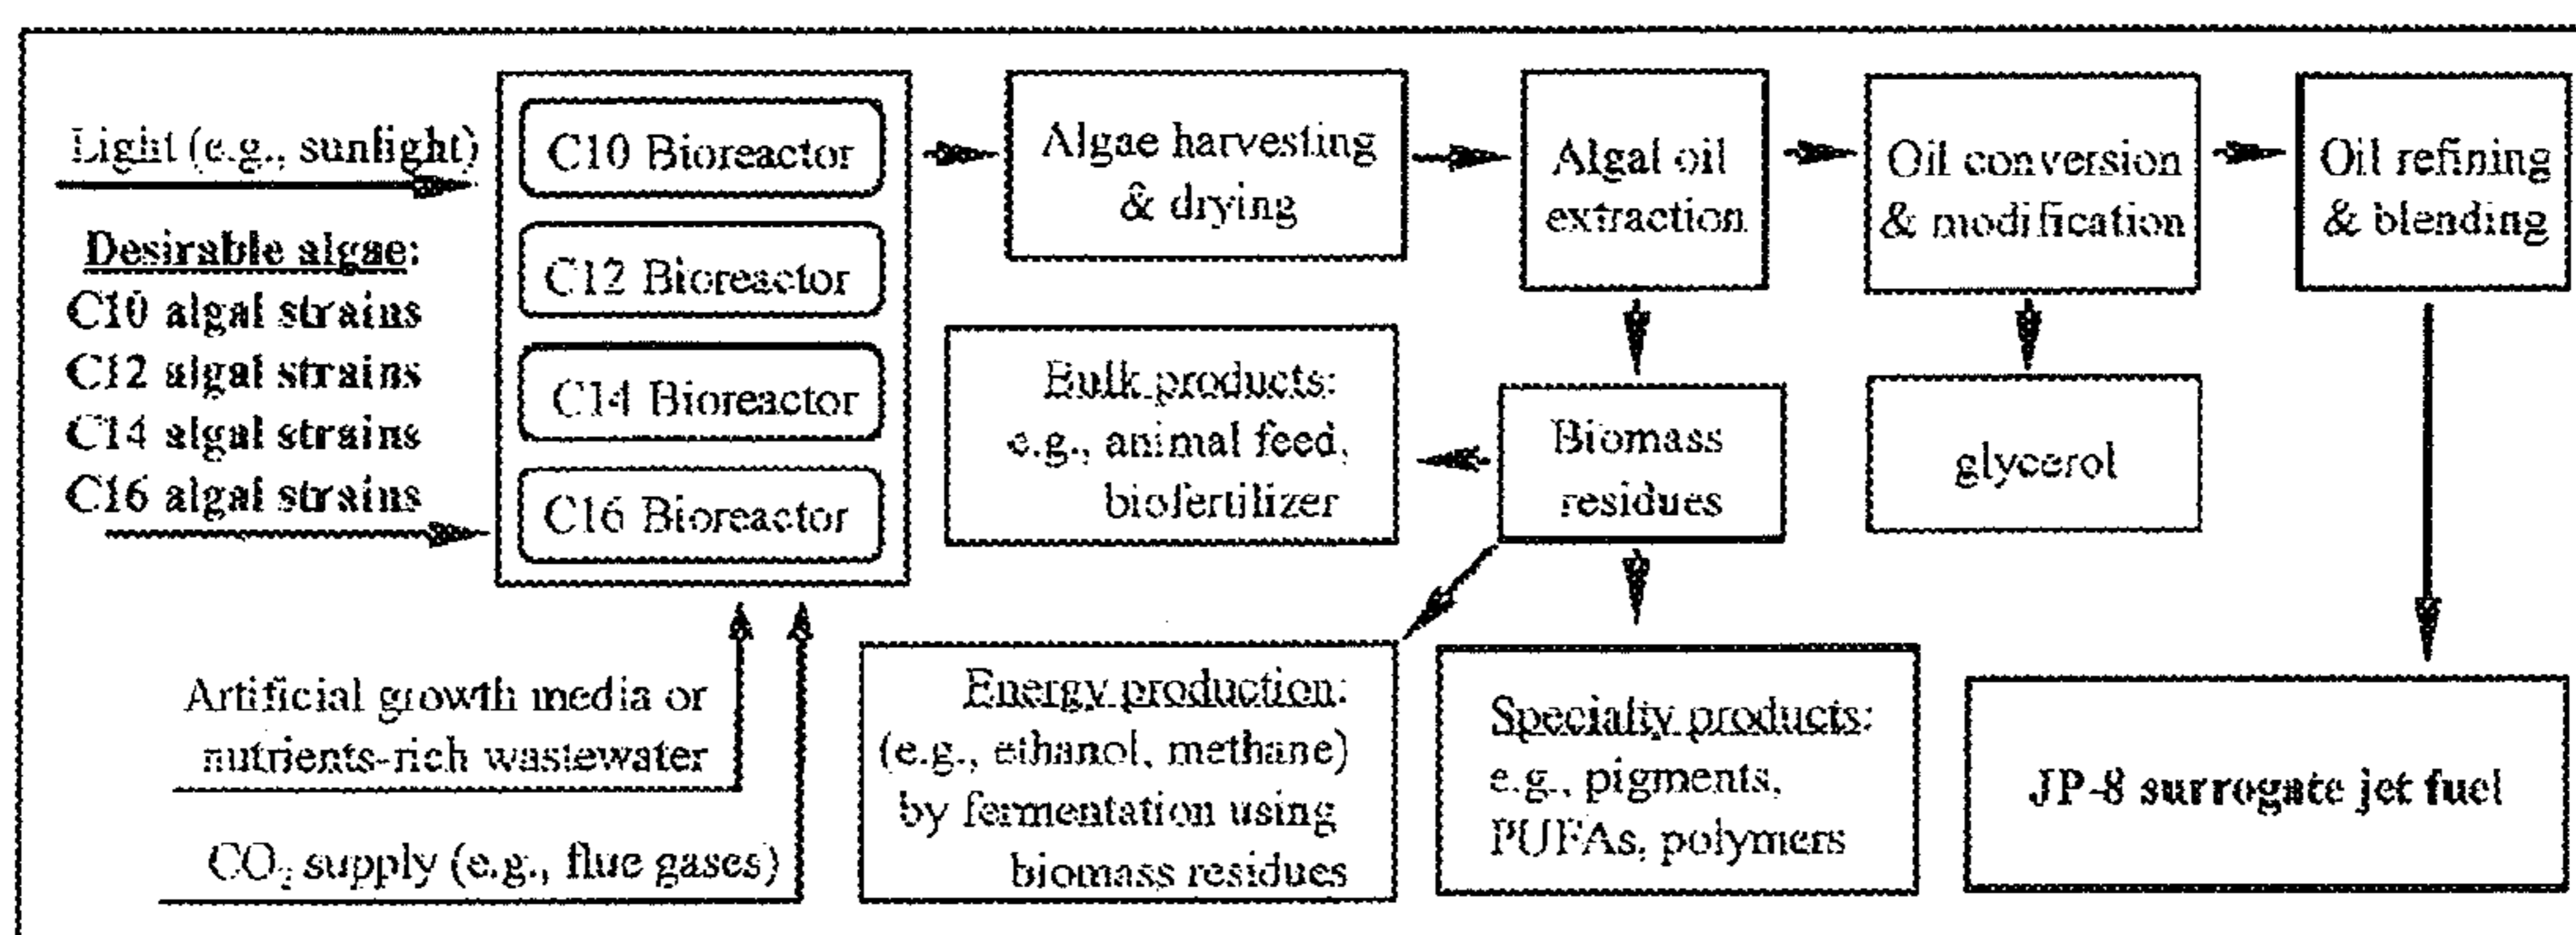 Light (e.g., sunlight)
Desirable algae:
C10 algal strains
C12 algal strains
C14 algal strains
C16 algal strains
C10 Bioreactor
C12 Bioreactor
C14 Bioreactor
C16 Bioreactor
Artificial growth media or
nutrients-rich wastewater
CO₂ supply (e.g., flue gases)
Algae harvesting
& drying
Algal oil
extraction
Oil conversion
& modification
Oil refining
& blending
Bulk products:
e.g., animal feed,
biofertilizer
Biomass
residues
glycerol
Energy production:
(e.g., ethanol, methane)
by fermentation using
biomass residues
Specialty products:
e.g., pigments,
PUFAs, polymers
JP-8 surrogate jet fuel